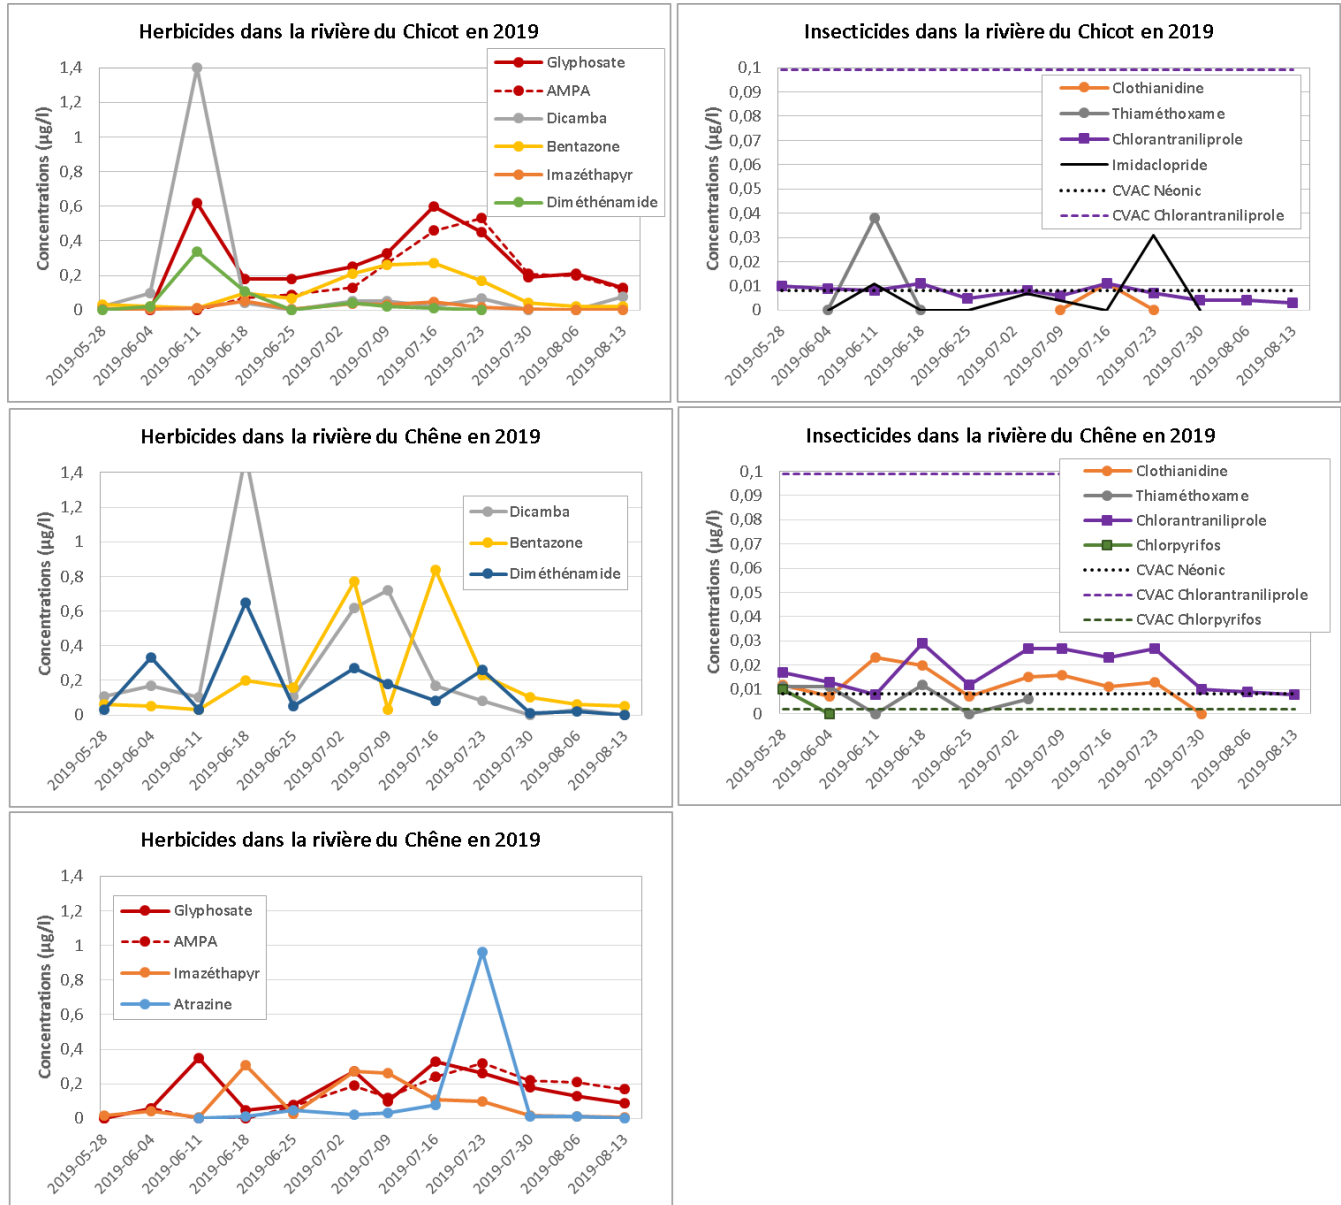 Herbicides dans la rivière du Chicot en 2019
Concentrations (µg/l)
1,4
1,2
1
0,8
0,6
0,4
0,2
0
Glyphosate
AMPA
Dicamba
Bentazone
Imazéthapyr
Diméthénamide
2019-05-28
2019-06-04
2019-06-11
2019-06-18
2019-06-25
2019-07-02
2019-07-09
2019-07-16
2019-07-23
2019-07-30
2019-08-06
2019-08-13
Insecticides dans la rivière du Chicot en 2019
Concentrations (µg/l)
0,1
0,09
0,08
0,07
0,06
0,05
0,04
0,03
0,02
0,01
0
Clothianidine
Thiaméthoxame
Chlorantraniliprole
Imidaclopride
CVAC Néonic
CVAC Chlorantraniliprole
2019-05-28
2019-06-04
2019-06-11
2019-06-18
2019-06-25
2019-07-02
2019-07-09
2019-07-16
2019-07-23
2019-07-30
2019-08-06
2019-08-13
Herbicides dans la rivière du Chêne en 2019
Concentrations (µg/l)
1,4
1,2
1
0,8
0,6
0,4
0,2
0
Dicamba
Bentazone
Diméthénamide
2019-05-28
2019-06-04
2019-06-11
2019-06-18
2019-06-25
2019-07-02
2019-07-09
2019-07-16
2019-07-23
2019-07-30
2019-08-06
2019-08-13
Insecticides dans la rivière du Chêne en 2019
Concentrations (µg/l)
0,1
0,09
0,08
0,07
0,06
0,05
0,04
0,03
0,02
0,01
0
Clothianidine
Thiaméthoxame
Chlorantraniliprole
Chlorpyrifos
CVAC Néonic
CVAC Chlorantraniliprole
CVAC Chlorpyrifos
2019-05-28
2019-06-04
2019-06-11
2019-06-18
2019-06-25
2019-07-02
2019-07-09
2019-07-16
2019-07-23
2019-07-30
2019-08-06
2019-08-13
Herbicides dans la rivière du Chêne en 2019
Concentrations (µg/l)
1,4
1,2
1
0,8
0,6
0,4
0,2
0
Glyphosate
AMPA
Imazéthapyr
Atrazine
2019-05-28
2019-06-04
2019-06-11
2019-06-18
2019-06-25
2019-07-02
2019-07-09
2019-07-16
2019-07-23
2019-07-30
2019-08-06
2019-08-13